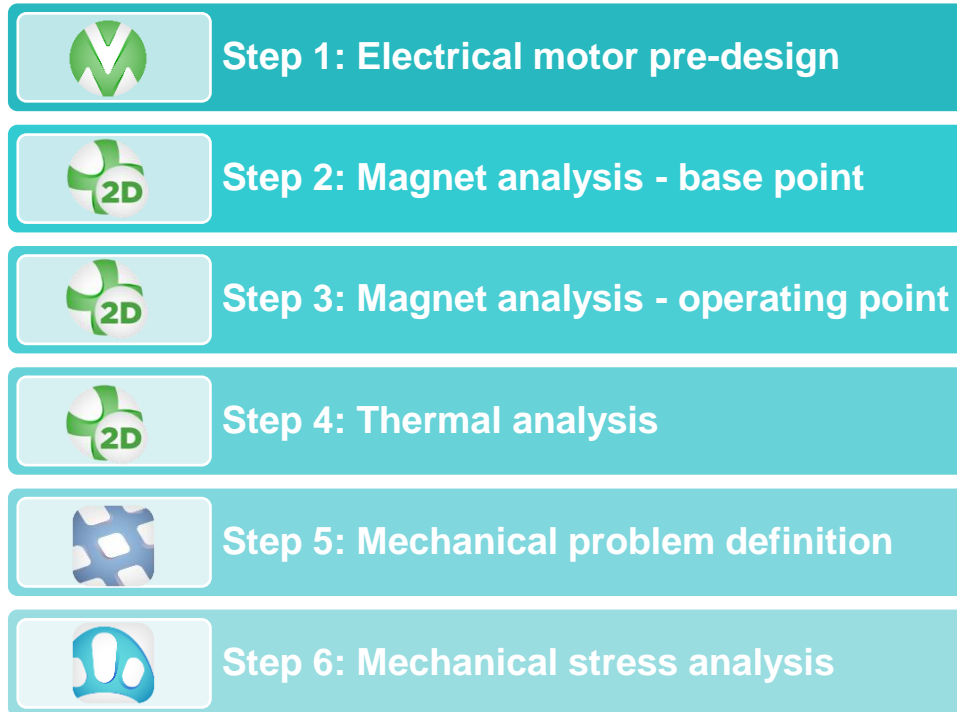 Step 1: Electrical motor pre-design
2D
Step 2: Magnet analysis - base point
2D
Step 3: Magnet analysis - operating point
2D
Step 4: Thermal analysis
Step 5: Mechanical problem definition
Step 6: Mechanical stress analysis